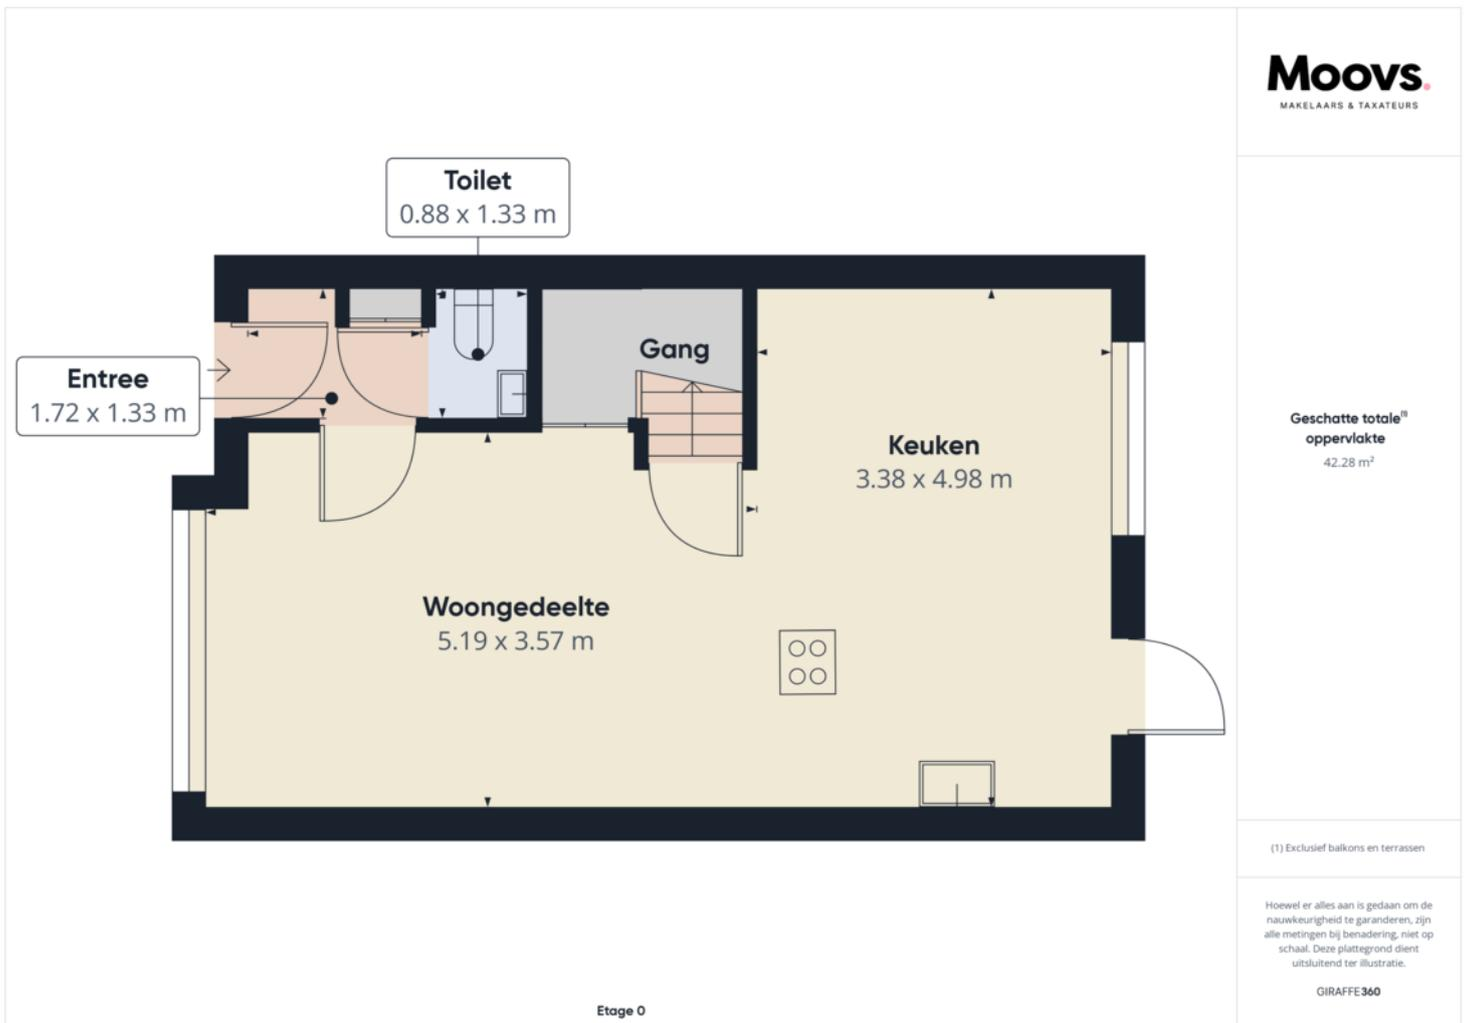 Moovs.
MAKELAARS & TAXATEURS
Toilet
0.88 x 1.33 m
Entree
1.72 x 1.33 m
Gang
Keuken
3.38 x 4.98 m
Woongedeelte
5.19 x 3.57 m
Geschatte totale(1)
oppervlakte
42.28 m²
(1) Exclusief balkons en terrassen
Hoewel er alles aan is gedaan om de
nauwkeurigheid te garanderen, zijn
alle metingen bij benadering, niet op
schaal. Deze plattegrond dient
uitsluitend ter illustratie.
GIRAFFE360
Etage 0